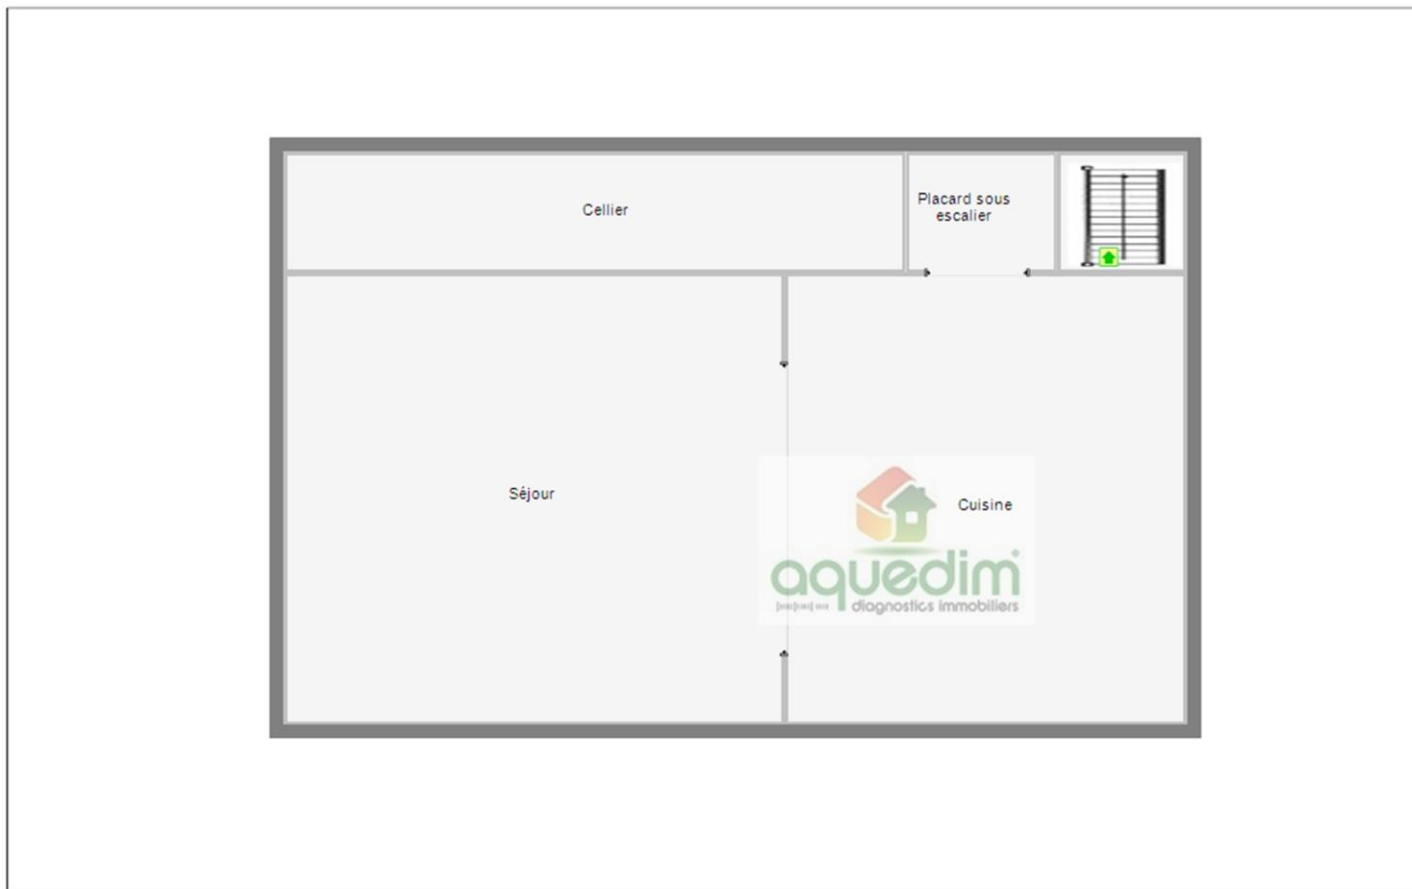 Cellier
Placard sous
escalier
Séjour
Cuisine
aquedim
diagnostics immobiliers